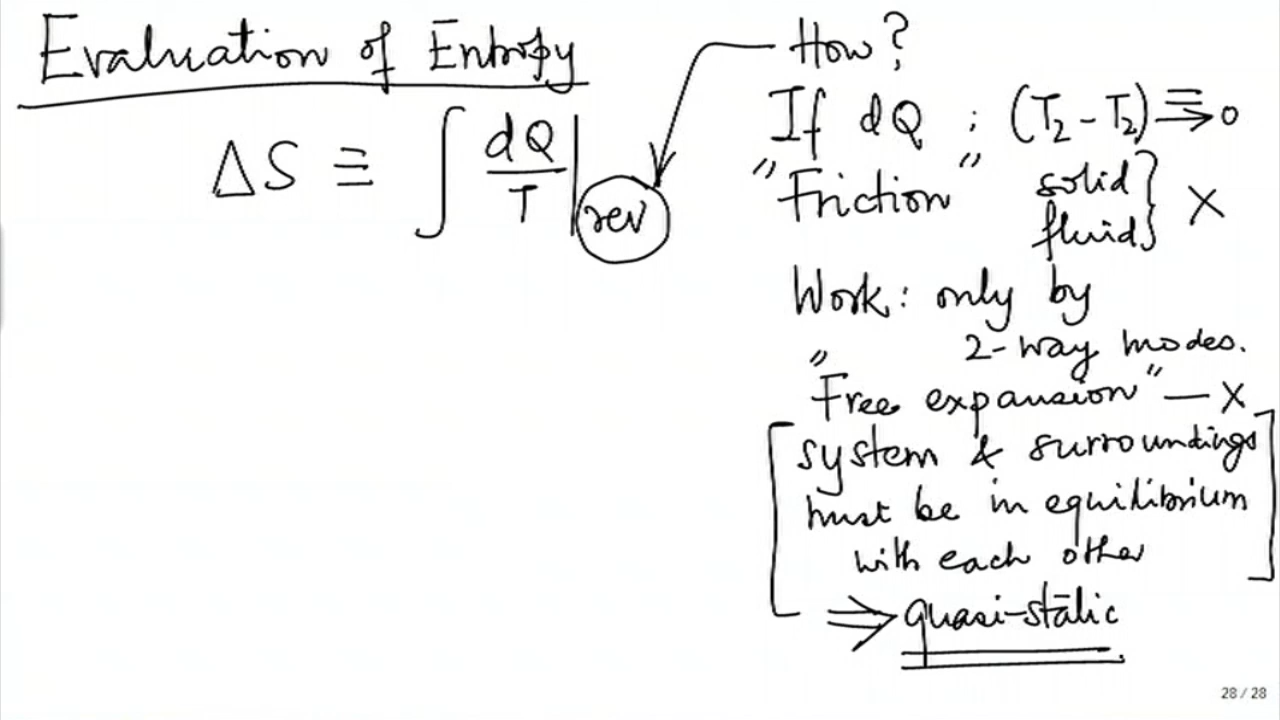 Evaluation of Entropy
ΔS ≡ ∫ dQ/T | rev
How?
If dQ ; (T₂ - T₂) ⇒ 0
"Friction" solid fluid } X
Work: only by
2-way modes.
"Free expansion" — X
[ system & surroundings
must be in equilibrium
with each other ]
⇒ quasi-static
28 / 28